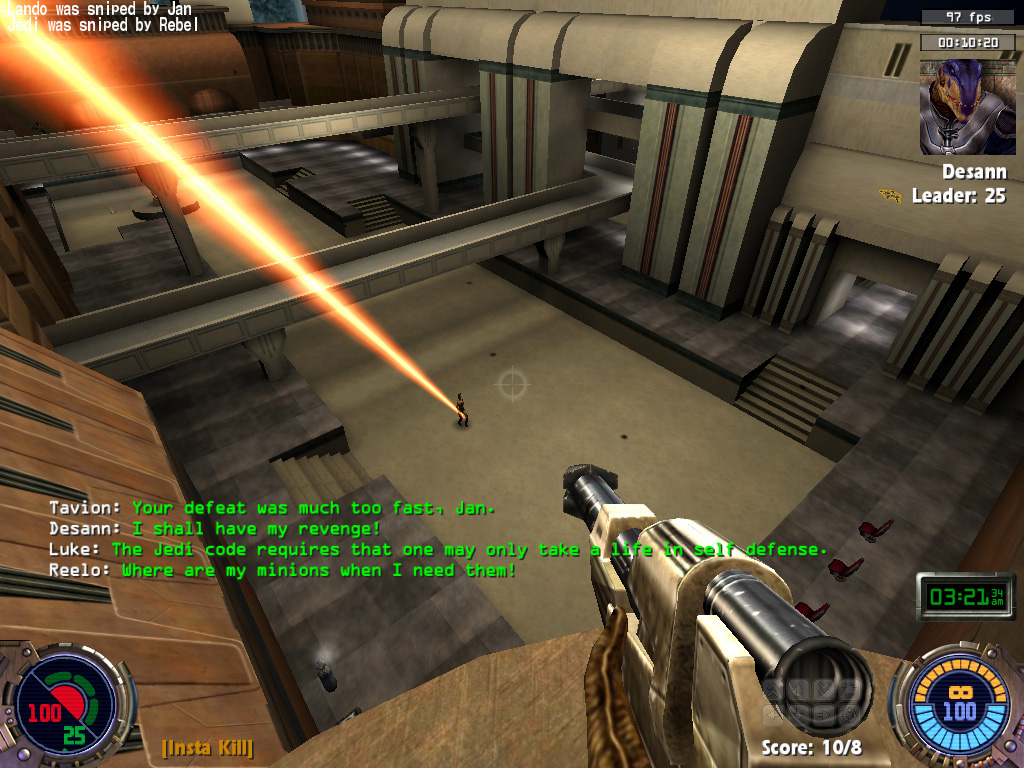 Lando was sniped by Jan
Jedi was sniped by Rebel
97 fps
00:10:20
Desann
Leader: 25
Tavion: Your defeat was much too fast, Jan.
Desann: I shall have my revenge!
Luke: The Jedi code requires that one may only take a life in self defense.
Reelo: Where are my minions when I need them!
03:21 34 am
100
25
[Insta Kill]
∞
100
Score: 10/8